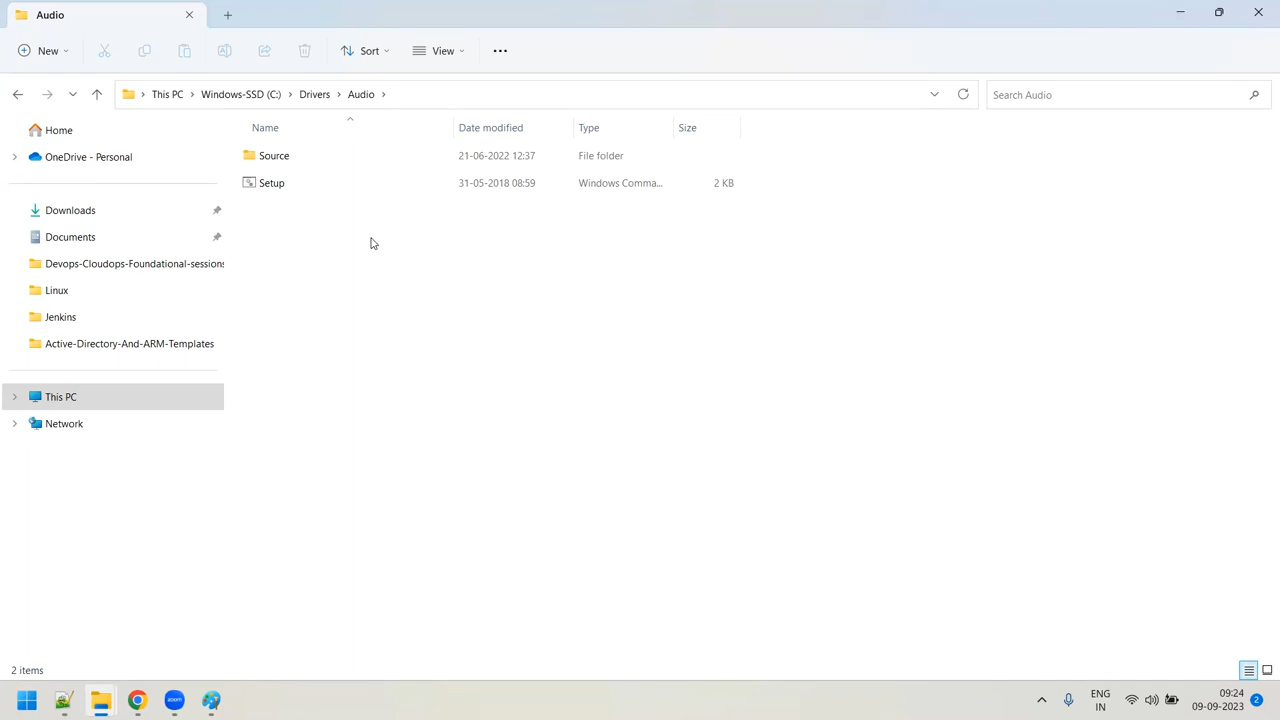 Audio
New
Sort
View
This PC
Windows-SSD (C:)
Drivers
Audio
Search Audio
Name
Date modified
Type
Size
Source
21-06-2022 12:37
File folder
Setup
31-05-2018 08:59
Windows Comma...
2 KB
Home
OneDrive - Personal
Downloads
Documents
Devops-Cloudops-Foundational-sessions
Linux
Jenkins
Active-Directory-And-ARM-Templates
This PC
Network
2 items
zoom
ENG
IN
09:24
09-09-2023
2